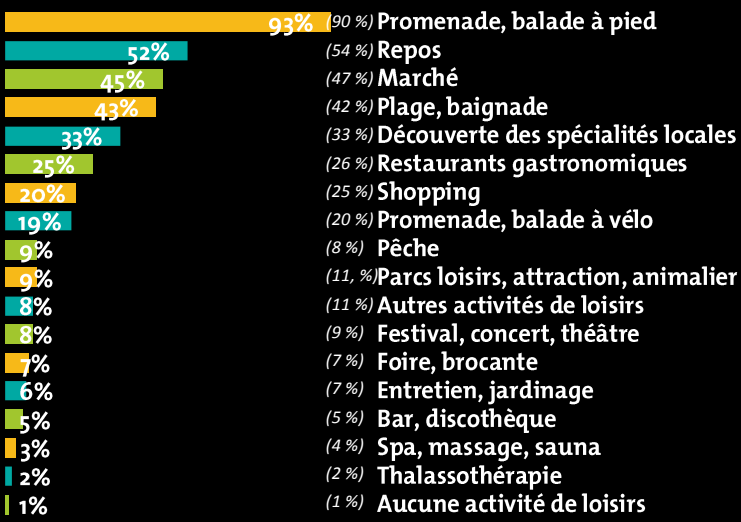 93% (90 %) Promenade, balade à pied
52% (54 %) Repos
45% (47 %) Marché
43% (42 %) Plage, baignade
33% (33 %) Découverte des spécialités locales
25% (26 %) Restaurants gastronomiques
20% (25 %) Shopping
19% (20 %) Promenade, balade à vélo
9% (8 %) Pêche
9% (11, %) Parcs loisirs, attraction, animalier
8% (11 %) Autres activités de loisirs
8% (9 %) Festival, concert, théâtre
7% (7 %) Foire, brocante
6% (7 %) Entretien, jardinage
5% (5 %) Bar, discothèque
3% (4 %) Spa, massage, sauna
2% (2 %) Thalassothérapie
1% (1 %) Aucune activité de loisirs